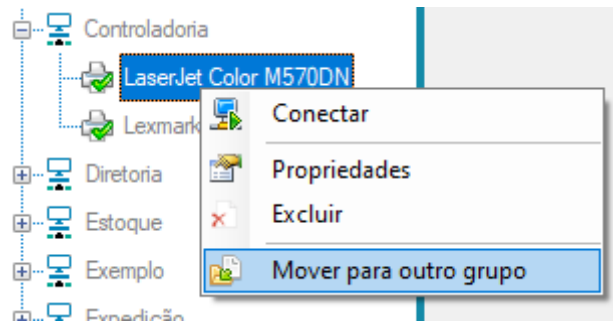 Controladoria
LaserJet Color M570DN
Lexmark
Conectar
Diretoria
Propriedades
Estoque
Excluir
Exemplo
Mover para outro grupo
Expedição